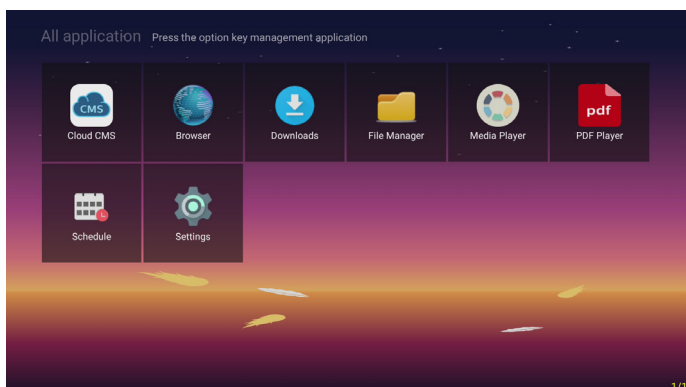 All application Press the option key management application
CMS
pdf
Cloud CMS Browser Downloads File Manager Media Player PDF Player
Schedule Settings
1/1